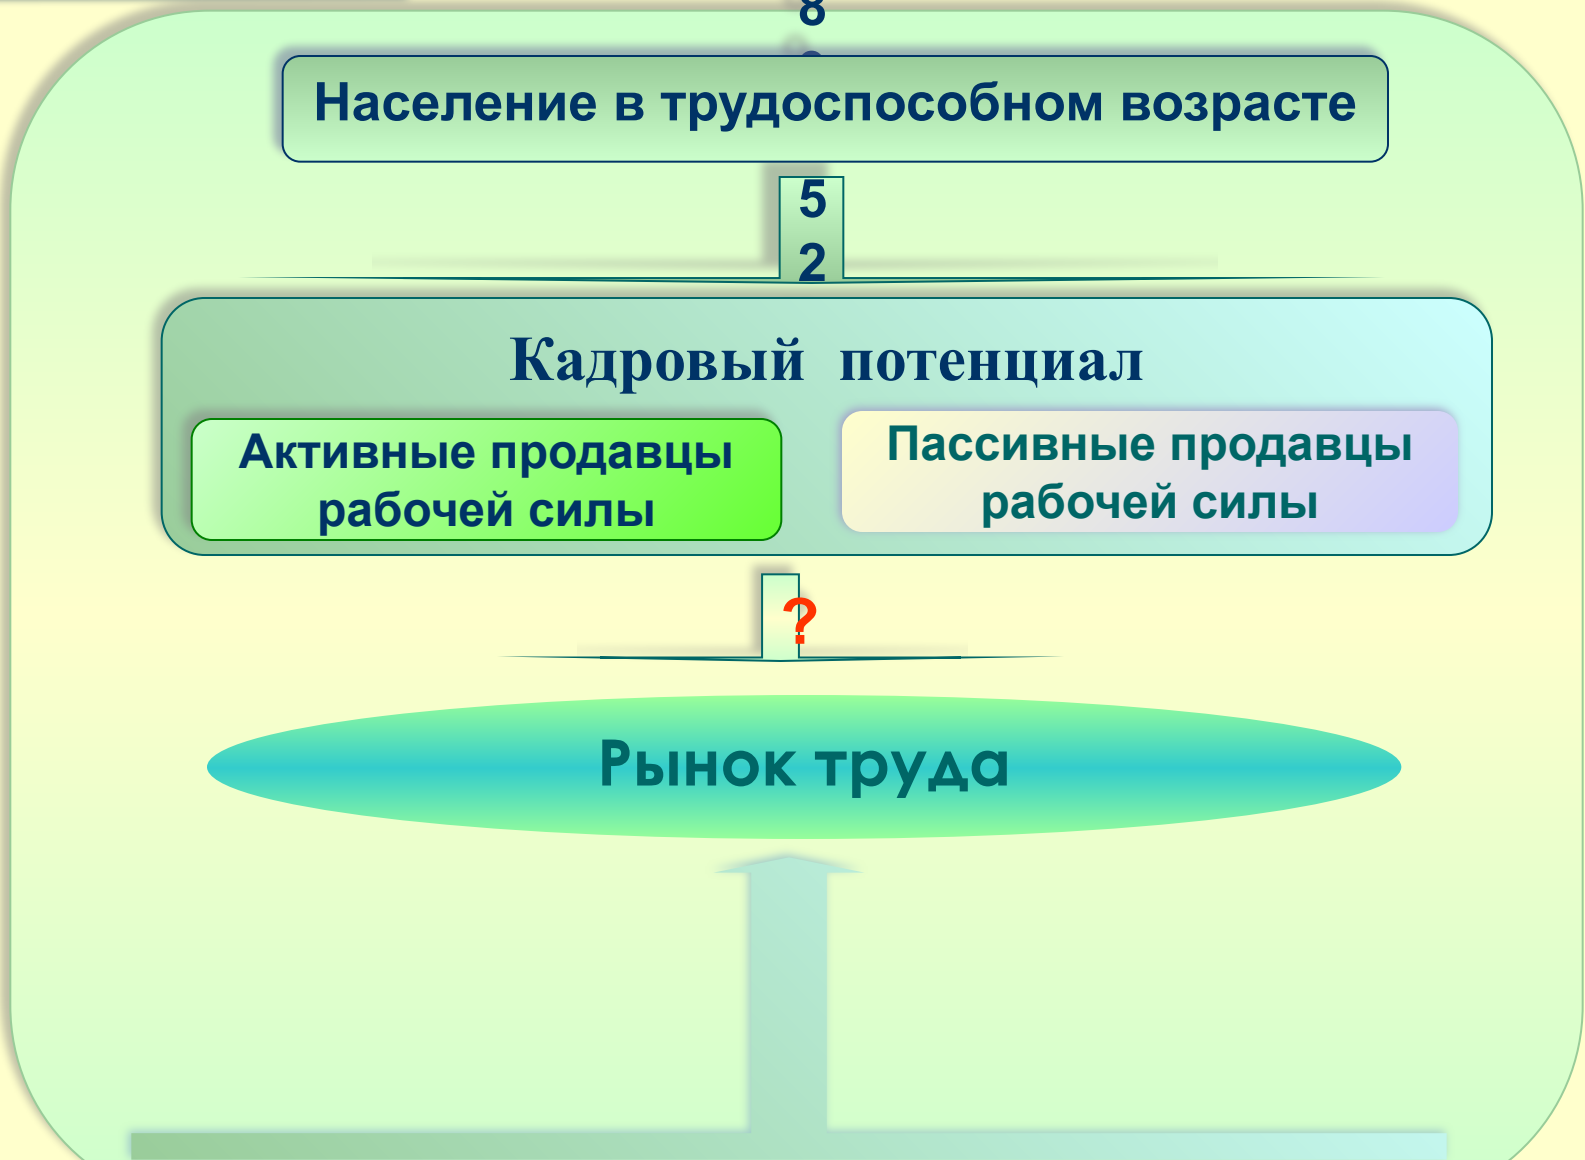 8
Население в трудоспособном возрасте
5
2
Кадровый потенциал
Активные продавцы
рабочей силы
Пассивные продавцы
рабочей силы
?
Рынок труда